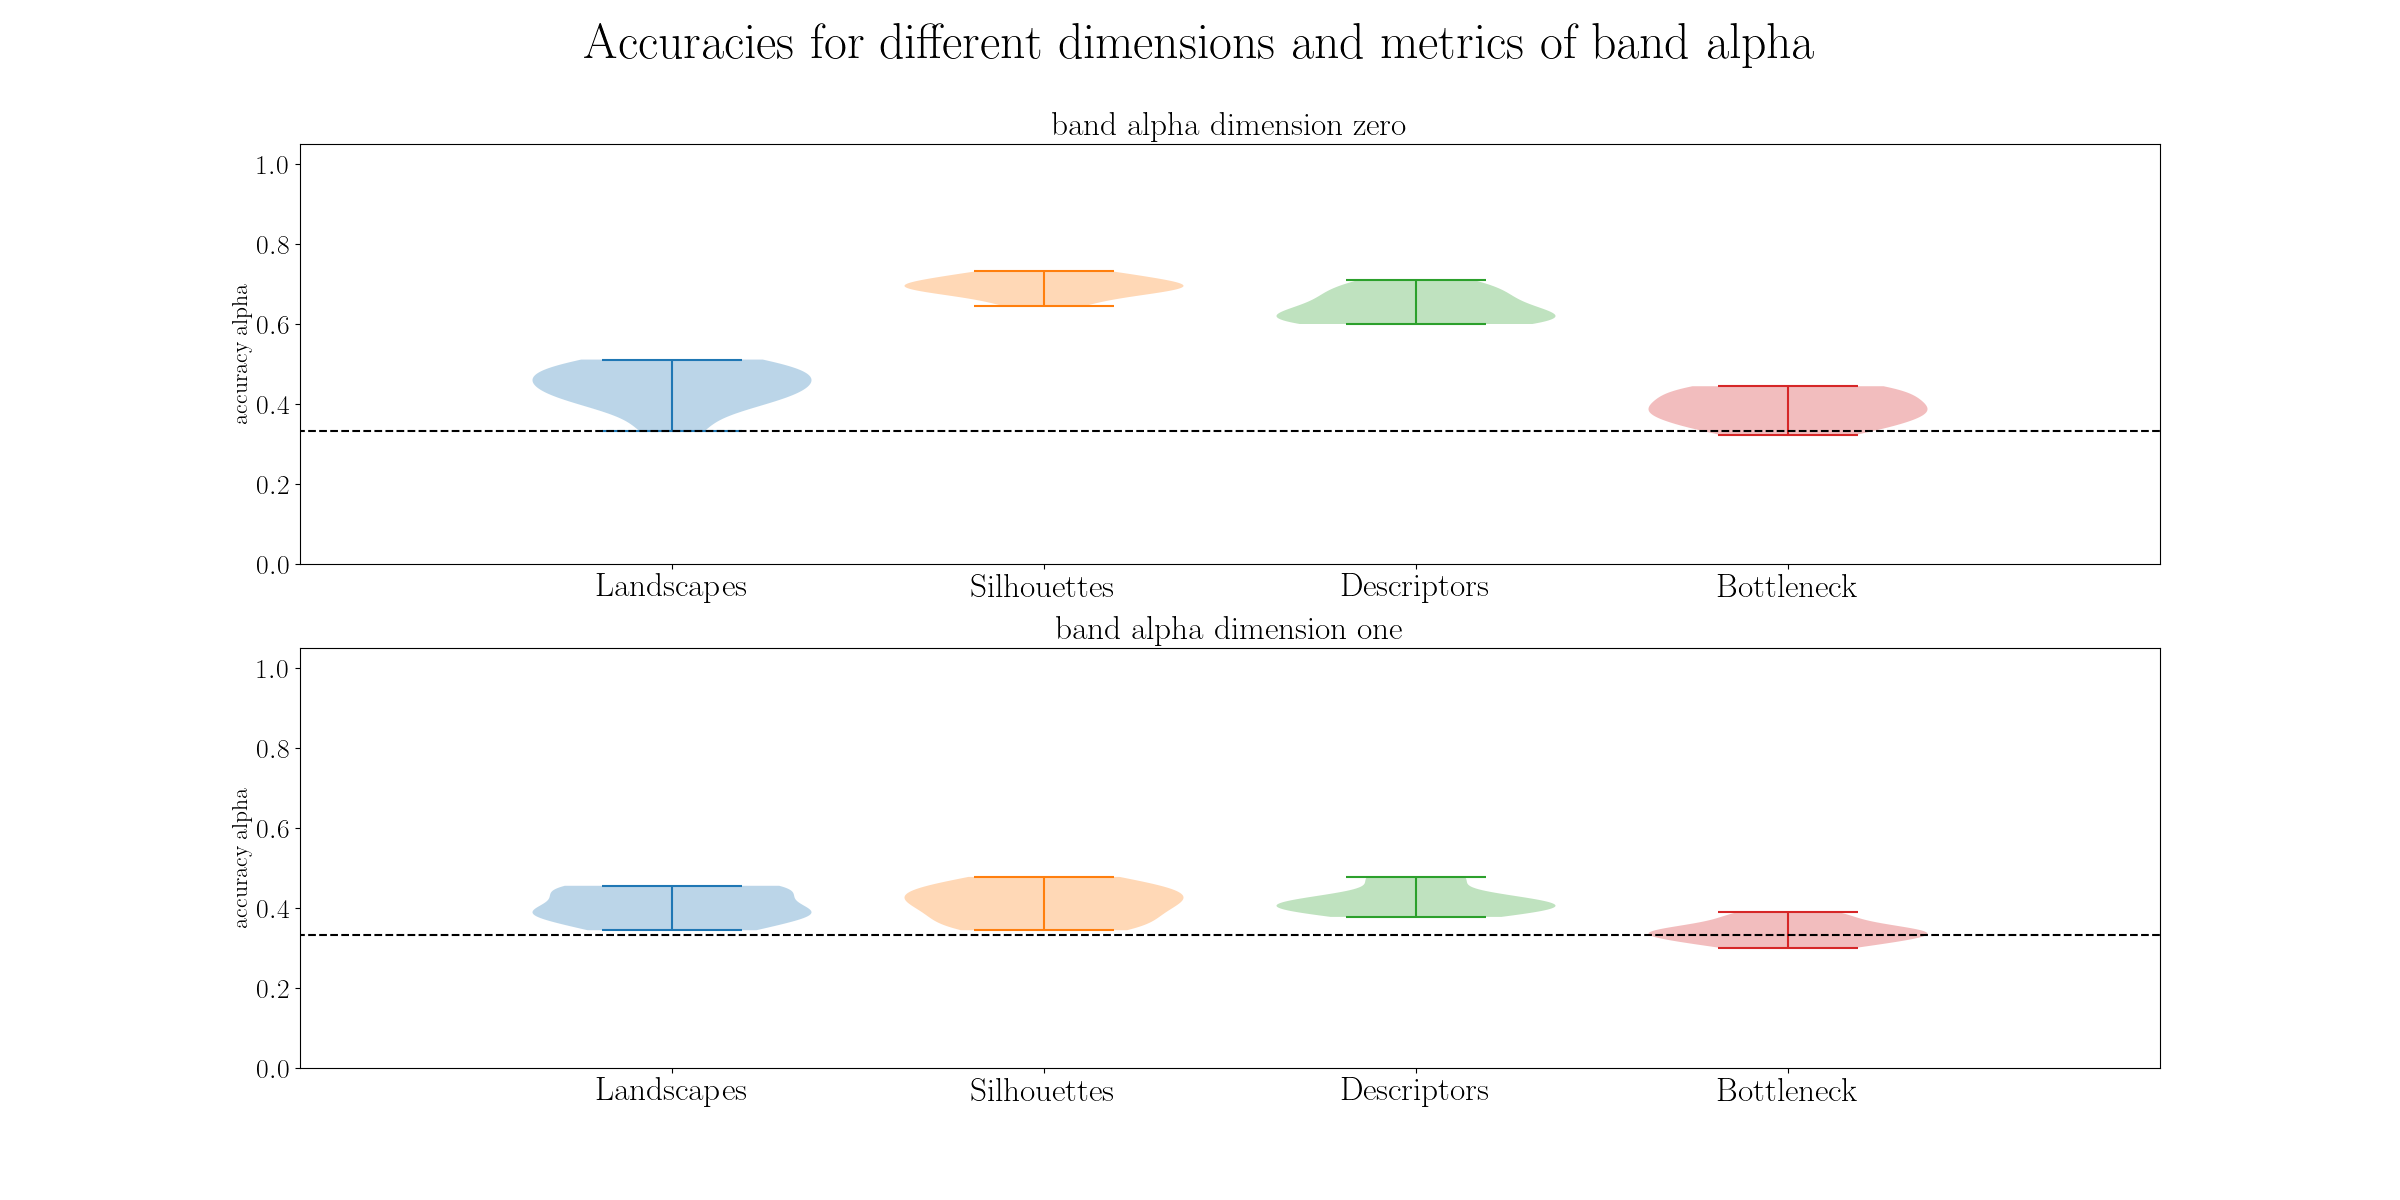 Accuracies for different dimensions and metrics of band alpha
band alpha dimension zero
accuracy alpha
1.0
0.8
0.6
0.4
0.2
0.0
Landscapes Silhouettes Descriptors Bottleneck
band alpha dimension one
accuracy alpha
1.0
0.8
0.6
0.4
0.2
0.0
Landscapes Silhouettes Descriptors Bottleneck